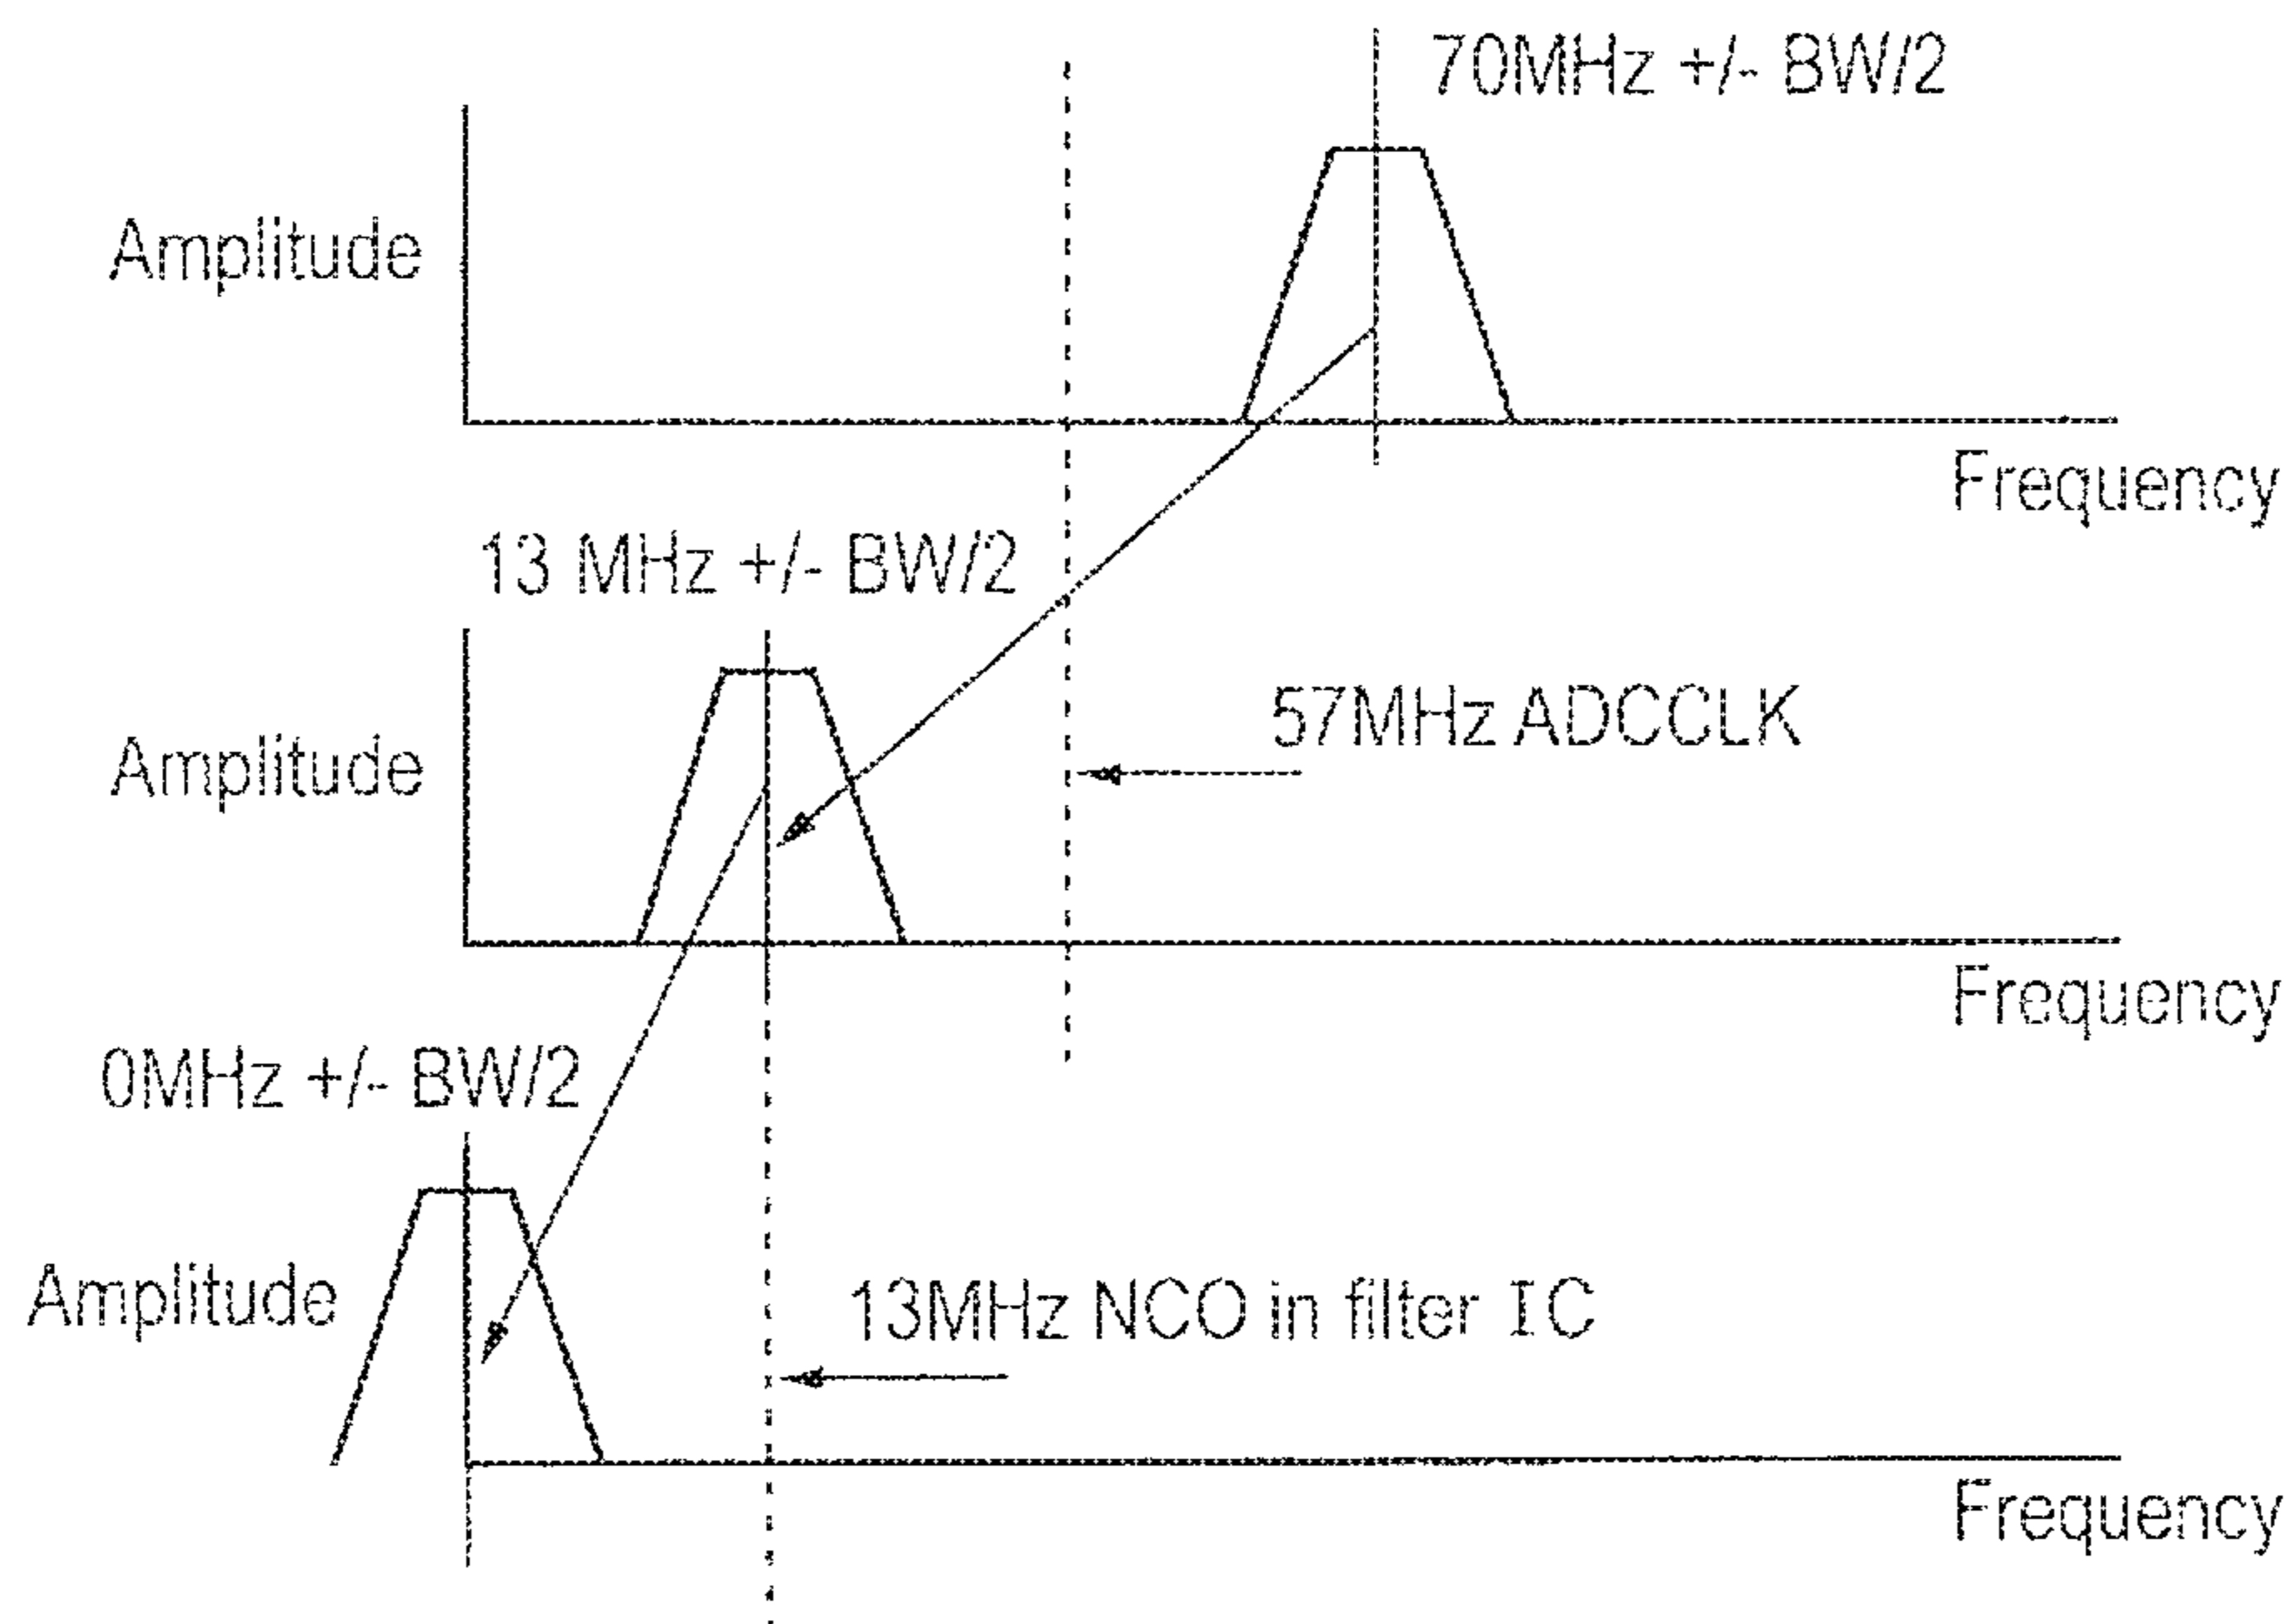 70MHz +/- BW/2
Amplitude
Frequency
13 MHz +/- BW/2
57MHz ADCCLK
Amplitude
Frequency
0MHz +/- BW/2
Amplitude
13MHz NCO in filter IC
Frequency